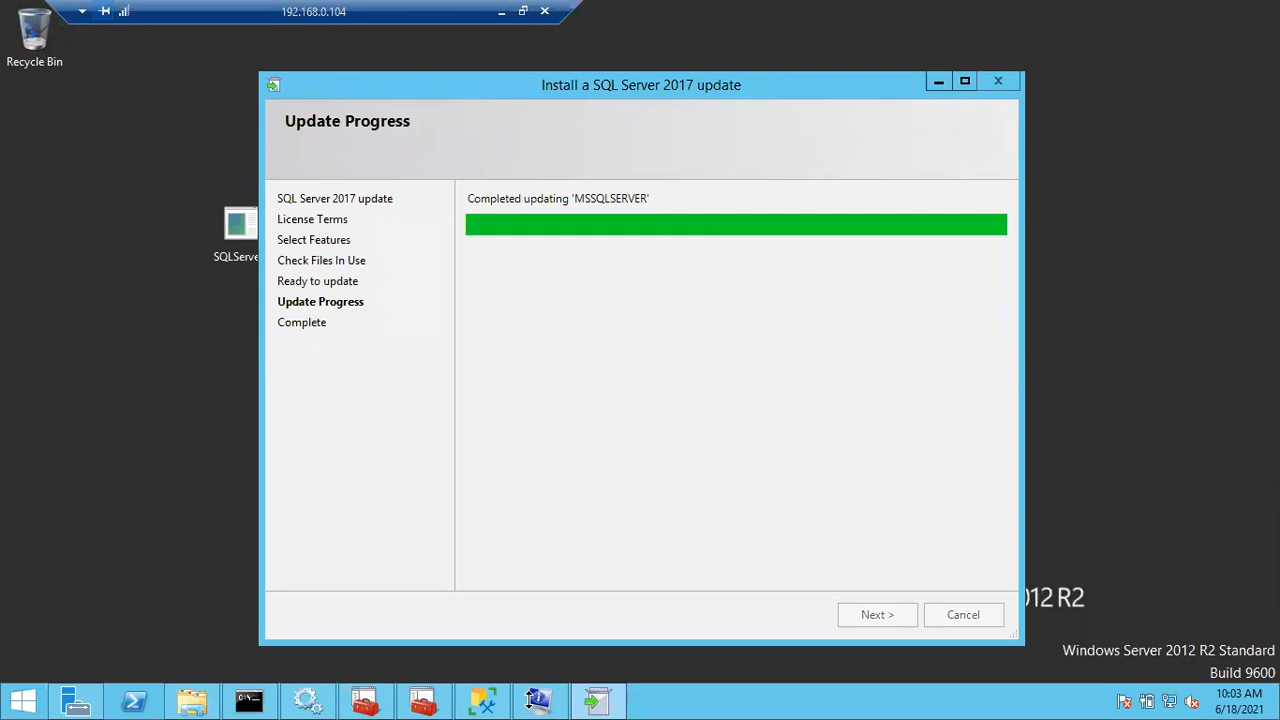 192.168.0.104
Recycle Bin
Install a SQL Server 2017 update
Update Progress
SQL Server 2017 update
License Terms
Select Features
Check Files In Use
Ready to update
Update Progress
Complete
Completed updating 'MSSQLSERVER'
SQLServe
Next >
Cancel
012 R2
Windows Server 2012 R2 Standard
Build 9600
10:03 AM
6/18/2021